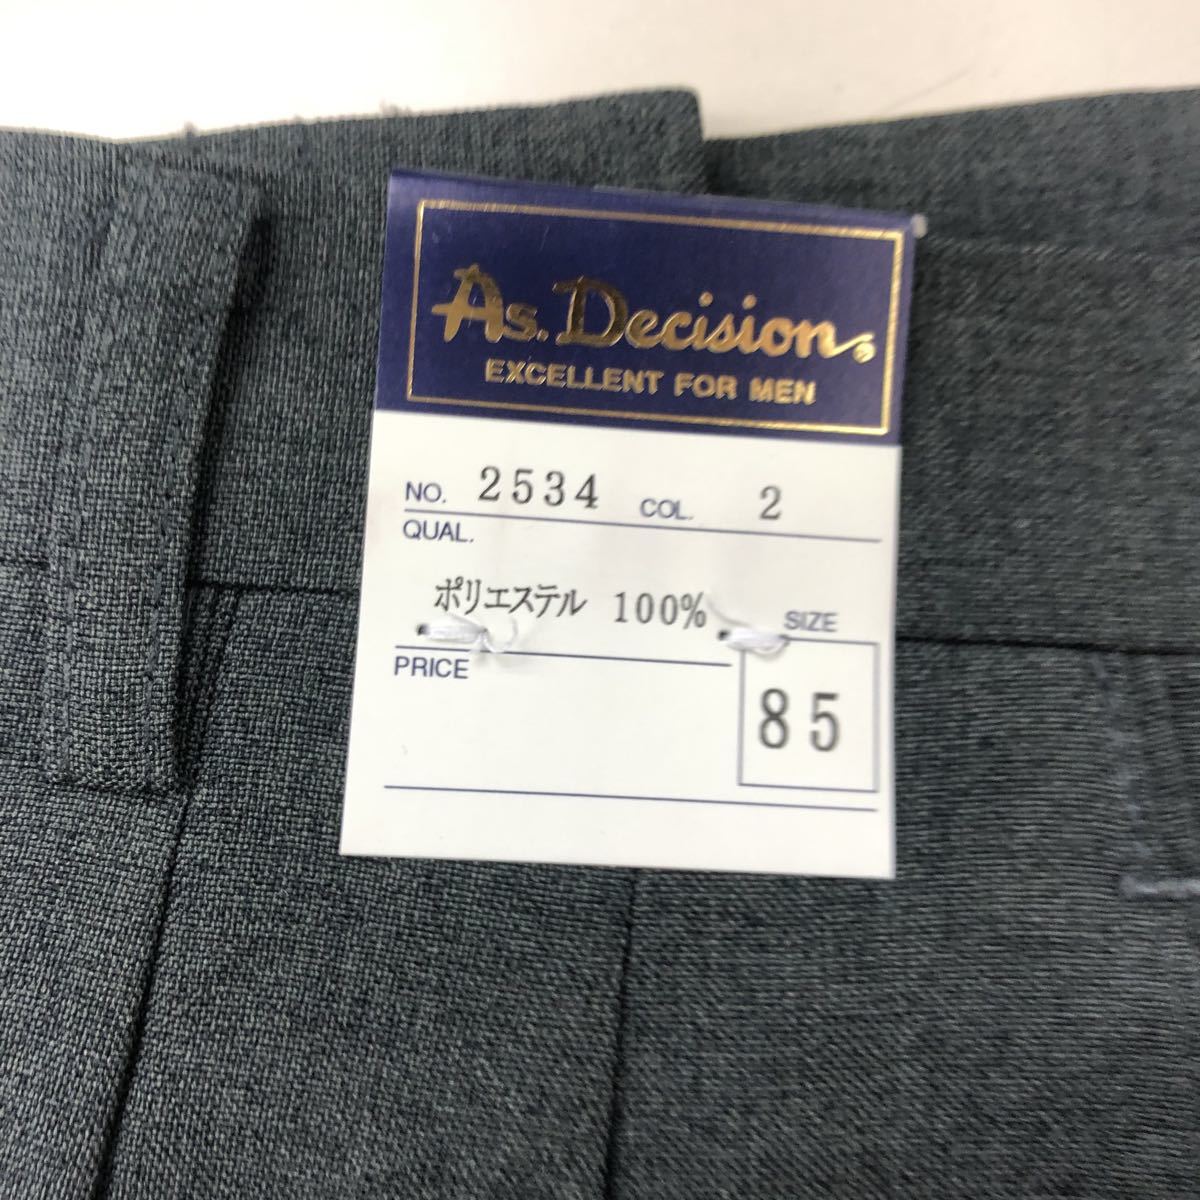 As. Decision®
EXCELLENT FOR MEN
NO. 2534 COL. 2
QUAL.
ポリエステル 100%
SIZE
PRICE
85